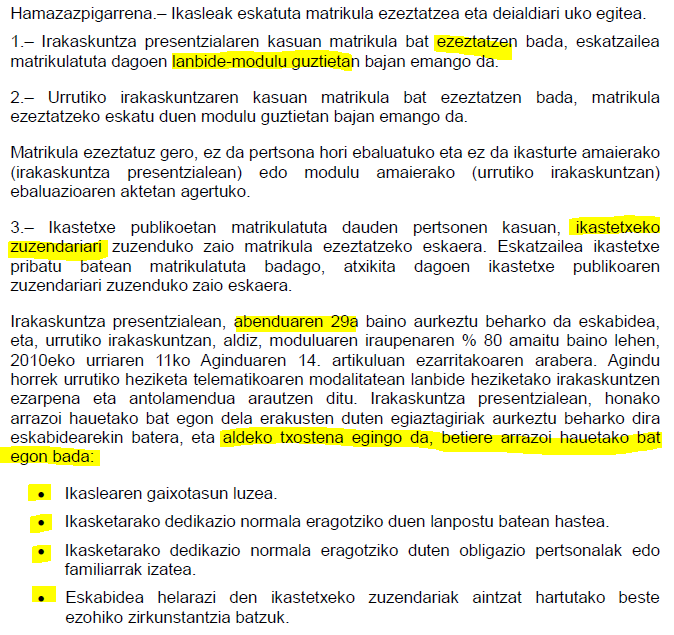 Hamazazpigarrena.– Ikasleak eskatuta matrikula ezeztatzea eta deialdiari uko egitea.
1.– Irakaskuntza presentzialaren kasuan matrikula bat ezeztatzen bada, eskatzailea
matrikulatuta dagoen lanbide-modulu guztietan bajan emango da.
2.– Urrutiko irakaskuntzaren kasuan matrikula bat ezeztatzen bada, matrikula
ezeztatzeko eskatu duen modulu guztietan bajan emango da.
Matrikula ezeztatuz gero, ez da pertsona hori ebaluatuko eta ez da ikasturte amaierako
(irakaskuntza presentzialean) edo modulu amaierako (urrutiko irakaskuntzan)
ebaluazioaren aktetan agertuko.
3.– Ikastetxe publikoetan matrikulatuta dauden pertsonen kasuan, ikastetxeko
zuzendariari zuzenduko zaio matrikula ezeztatzeko eskaera. Eskatzailea ikastetxe
pribatu batean matrikulatuta badago, atxikita dagoen ikastetxe publikoaren
zuzendariari zuzenduko zaio eskaera.
Irakaskuntza presentzialean, abenduaren 29a baino aurkeztu beharko da eskabidea,
eta, urrutiko irakaskuntzan, aldiz, moduluaren iraupenaren % 80 amaitu baino lehen,
2010eko urriaren 11ko Aginduaren 14. artikuluan ezarritakoaren arabera. Agindu
horrek urrutiko heziketa telematikoaren modalitatean lanbide heziketako irakaskuntzen
ezarpena eta antolamendua arautzen ditu. Irakaskuntza presentzialean, honako
arrazoi hauetako bat egon dela erakusten duten egiaztagiriak aurkeztu beharko dira
eskabidearekin batera, eta aldeko txostena egingo da, betiere arrazoi hauetako bat
egon bada:
• Ikaslearen gaixotasun luzea.
• Ikasketarako dedikazio normala eragotziko duen lanpostu batean hastea.
• Ikasketarako dedikazio normala eragotziko duten obligazio pertsonalak edo
familiarrak izatea.
• Eskabidea helarazi den ikastetxeko zuzendariak aintzat hartutako beste
ezohiko zirkunstantzia batzuk.